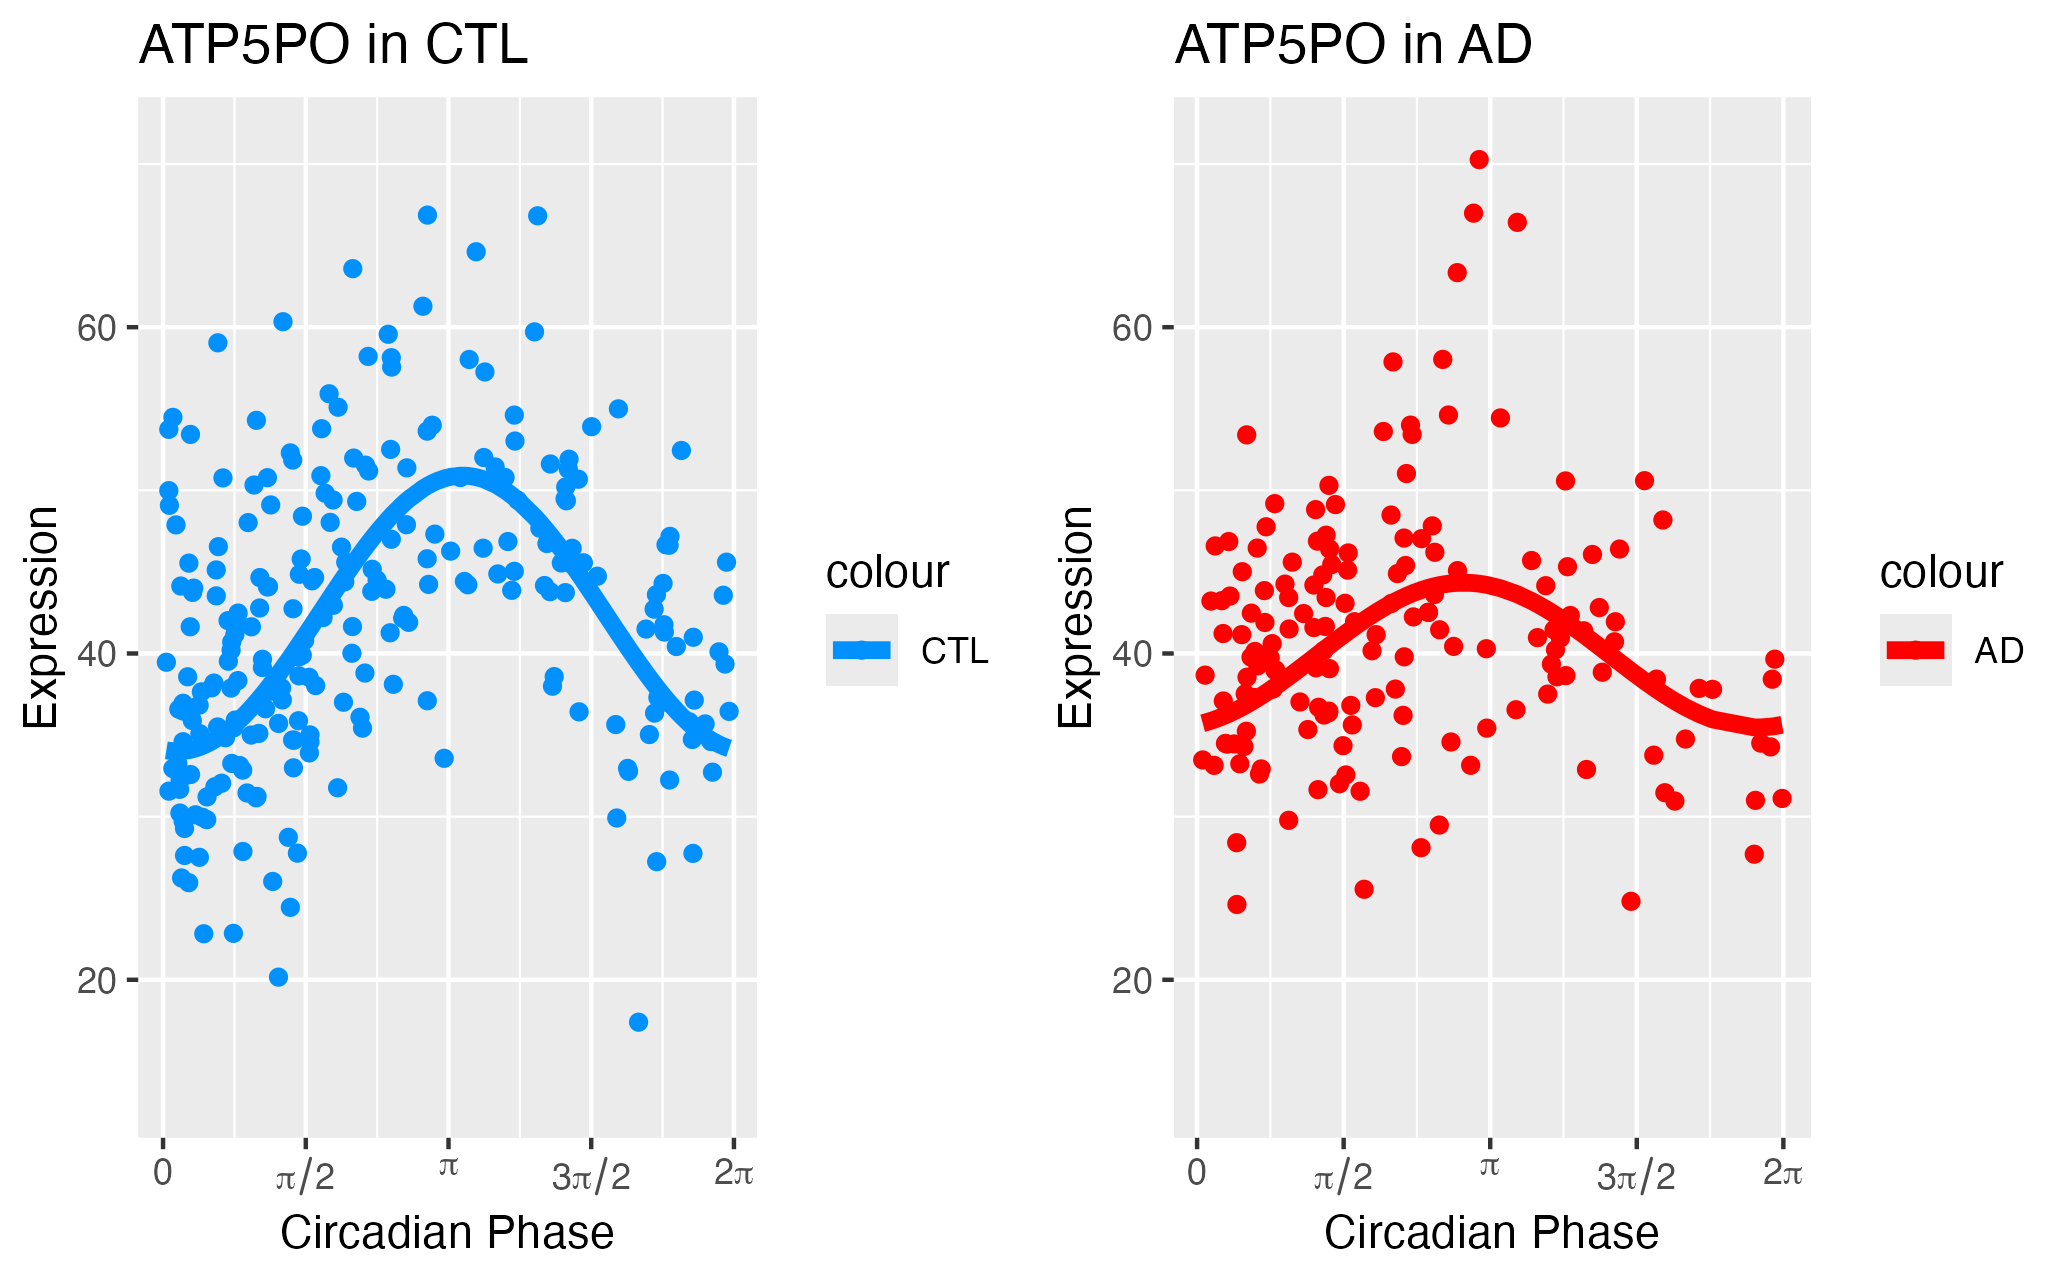 ATP5PO in CTL
60
40
20
Expression
0 π/2 π 3π/2 2π
Circadian Phase
colour
CTL
ATP5PO in AD
60
40
20
Expression
0 π/2 π 3π/2 2π
Circadian Phase
colour
AD